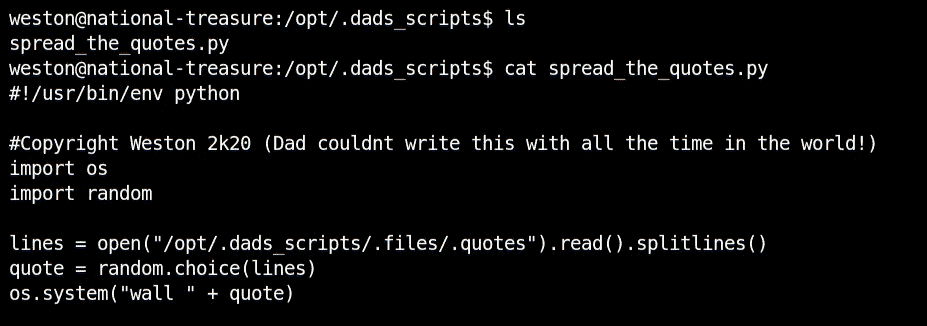 weston@national-treasure:/opt/.dads_scripts$ ls
spread_the_quotes.py
weston@national-treasure:/opt/.dads_scripts$ cat spread_the_quotes.py
#!/usr/bin/env python
#Copyright Weston 2k20 (Dad couldnt write this with all the time in the world!)
import os
import random
lines = open("/opt/.dads_scripts/.files/.quotes").read().splitlines()
quote = random.choice(lines)
os.system("wall " + quote)